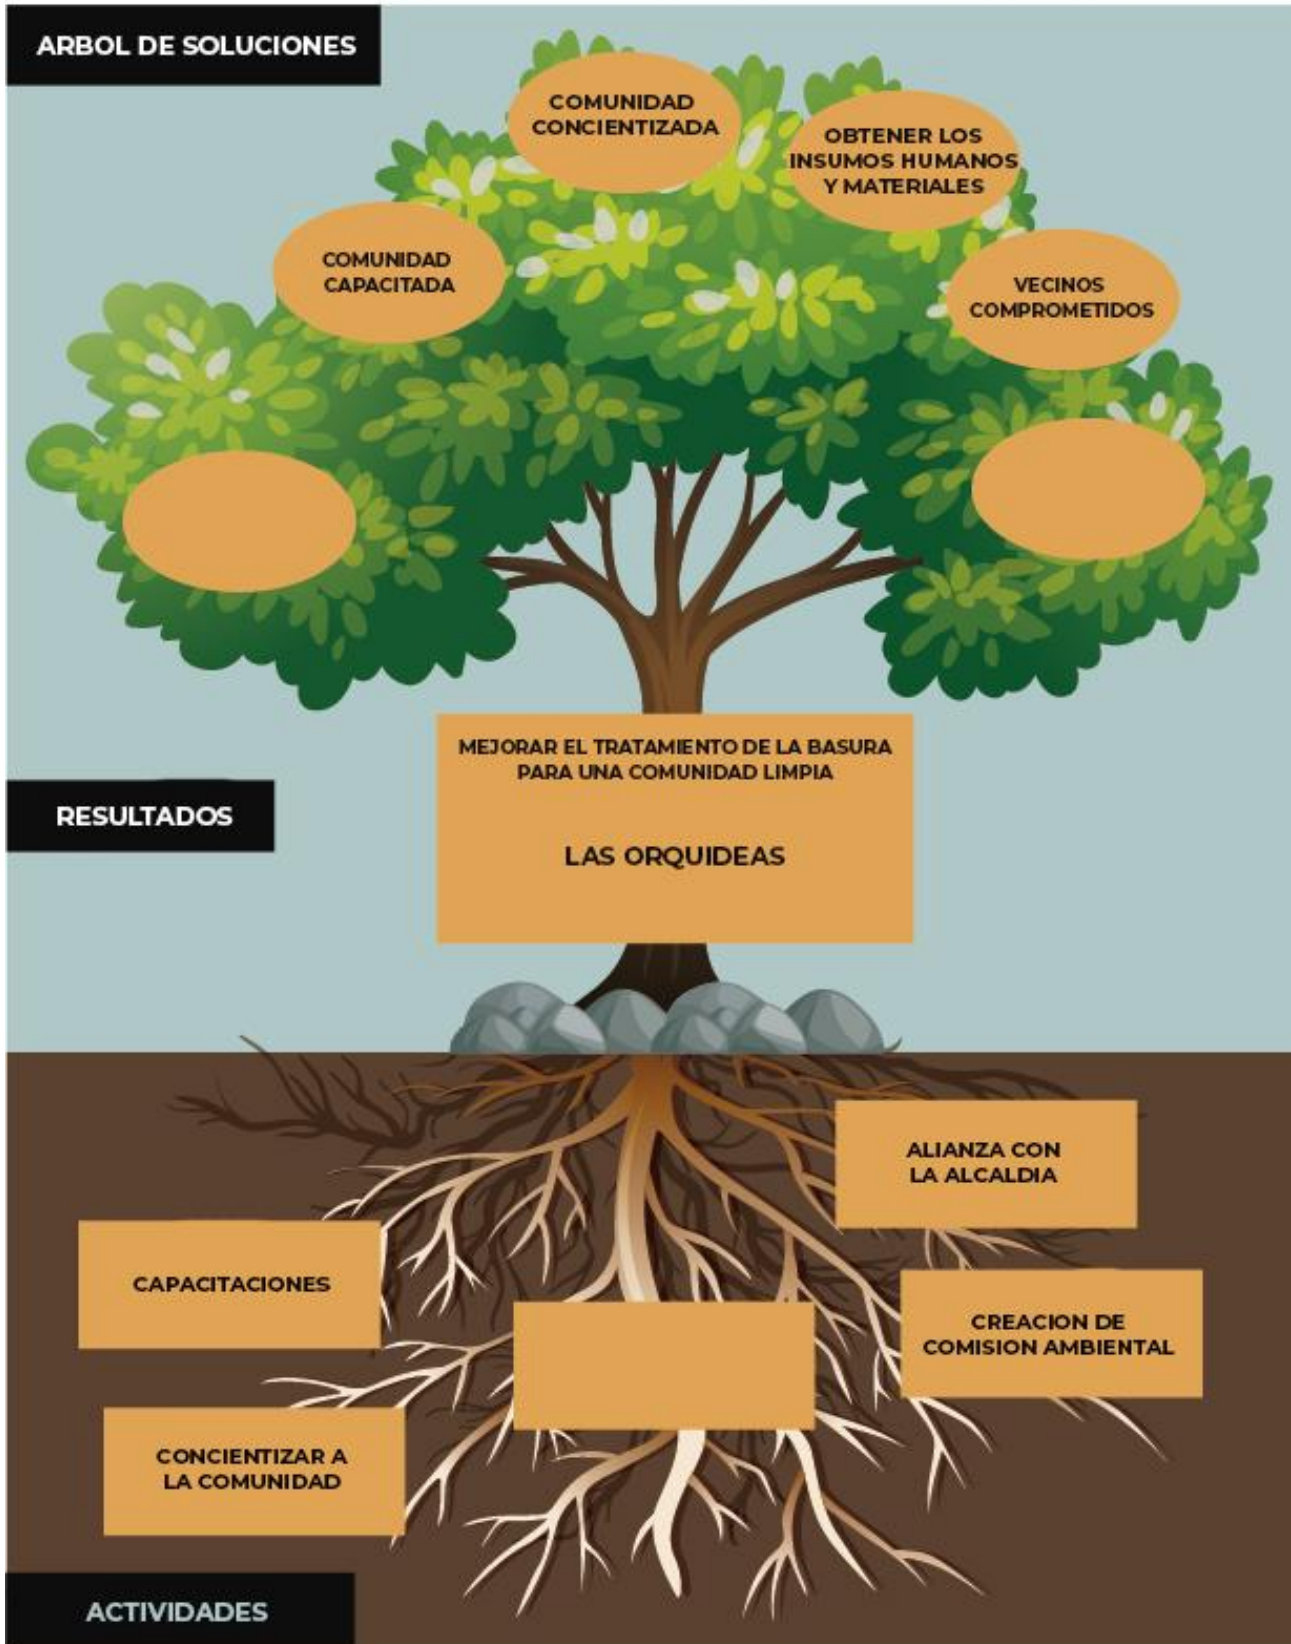 ARBOL DE SOLUCIONES
COMUNIDAD
CONCIENTIZADA
OBTENER LOS
INSUMOS HUMANOS
Y MATERIALES
COMUNIDAD
CAPACITADA
VECINOS
COMPROMETIDOS
MEJORAR EL TRATAMIENTO DE LA BASURA
PARA UNA COMUNIDAD LIMPIA
LAS ORQUIDEAS
RESULTADOS
ALIANZA CON
LA ALCALDIA
CAPACITACIONES
CREACION DE
COMISION AMBIENTAL
CONCIENTIZAR A
LA COMUNIDAD
ACTIVIDADES